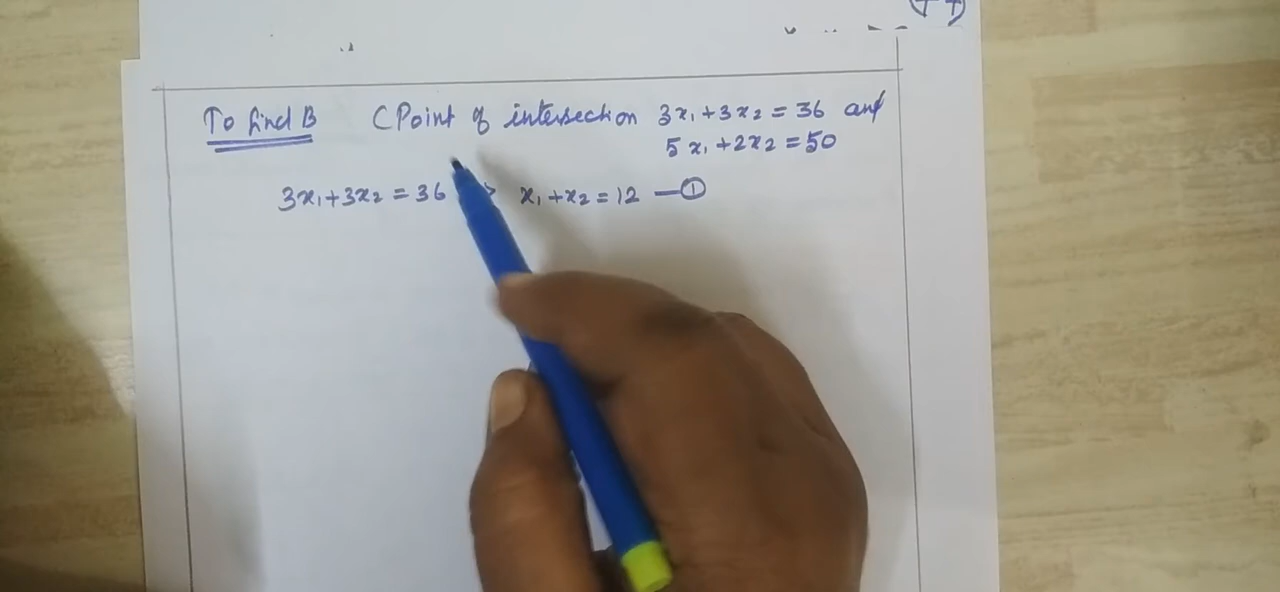 To find B (Point of intersection 3x₁+3x₂=36 and
5x₁+2x₂=50
3x₁+3x₂=36 x₁+x₂=12 —①